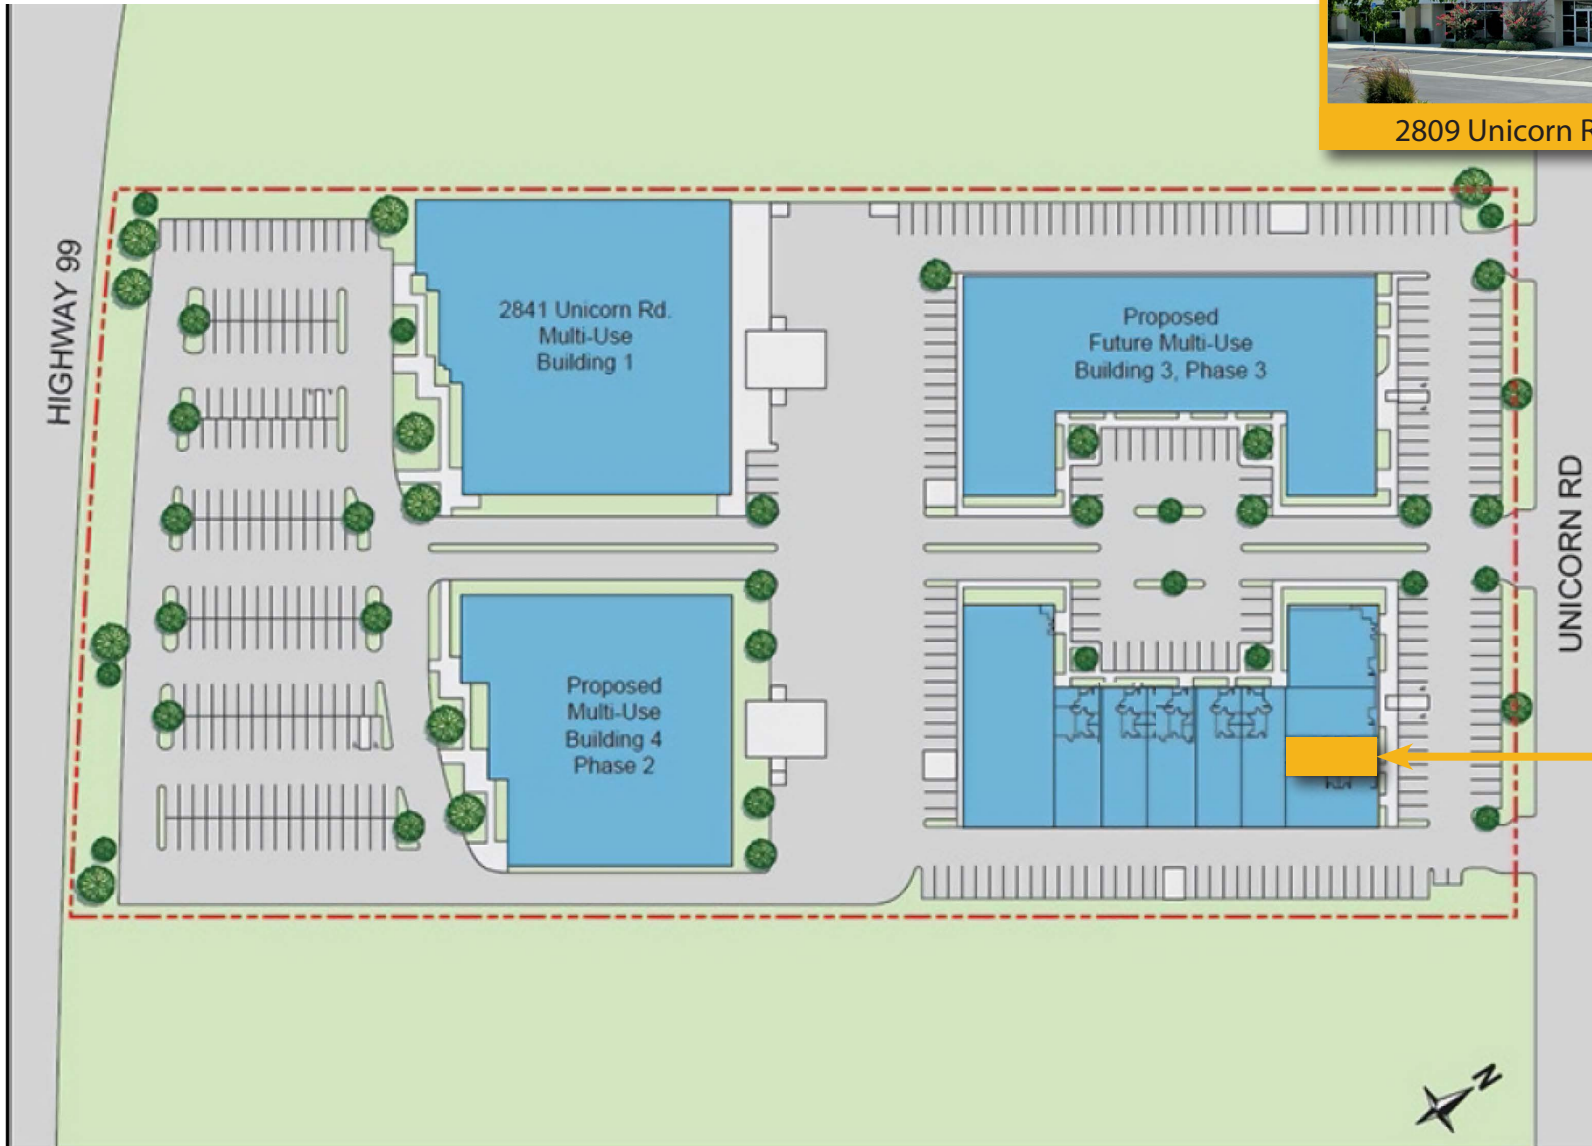 2809 Unicorn R
HIGHWAY 99
2841 Unicorn Rd.
Multi-Use
Building 1
Proposed
Future Multi-Use
Building 3, Phase 3
UNICORN RD
Proposed
Multi-Use
Building 4
Phase 2
N